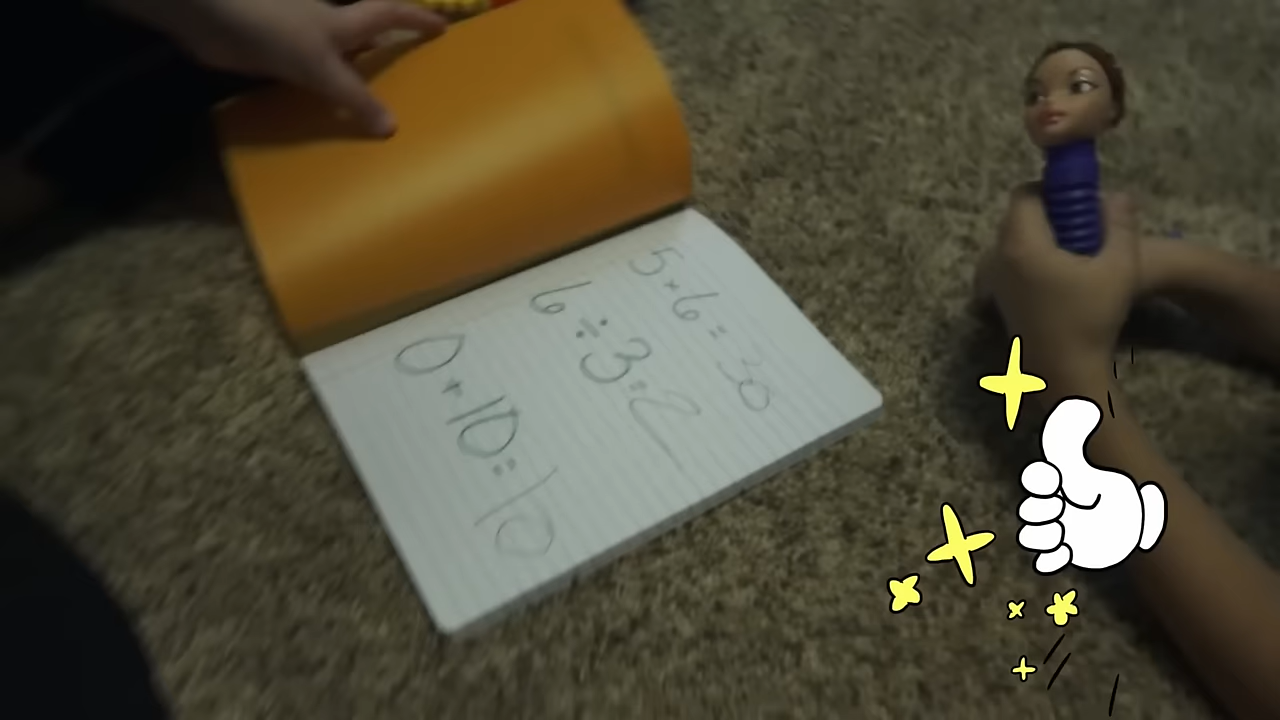 5 × 6 = 30
6 ÷ 3 = 2
0 + 10 = 10